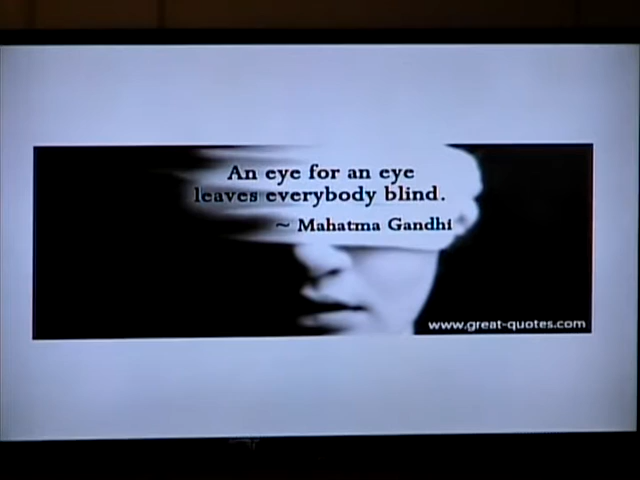 An eye for an eye
leaves everybody blind.
~ Mahatma Gandhi
www.great-quotes.com